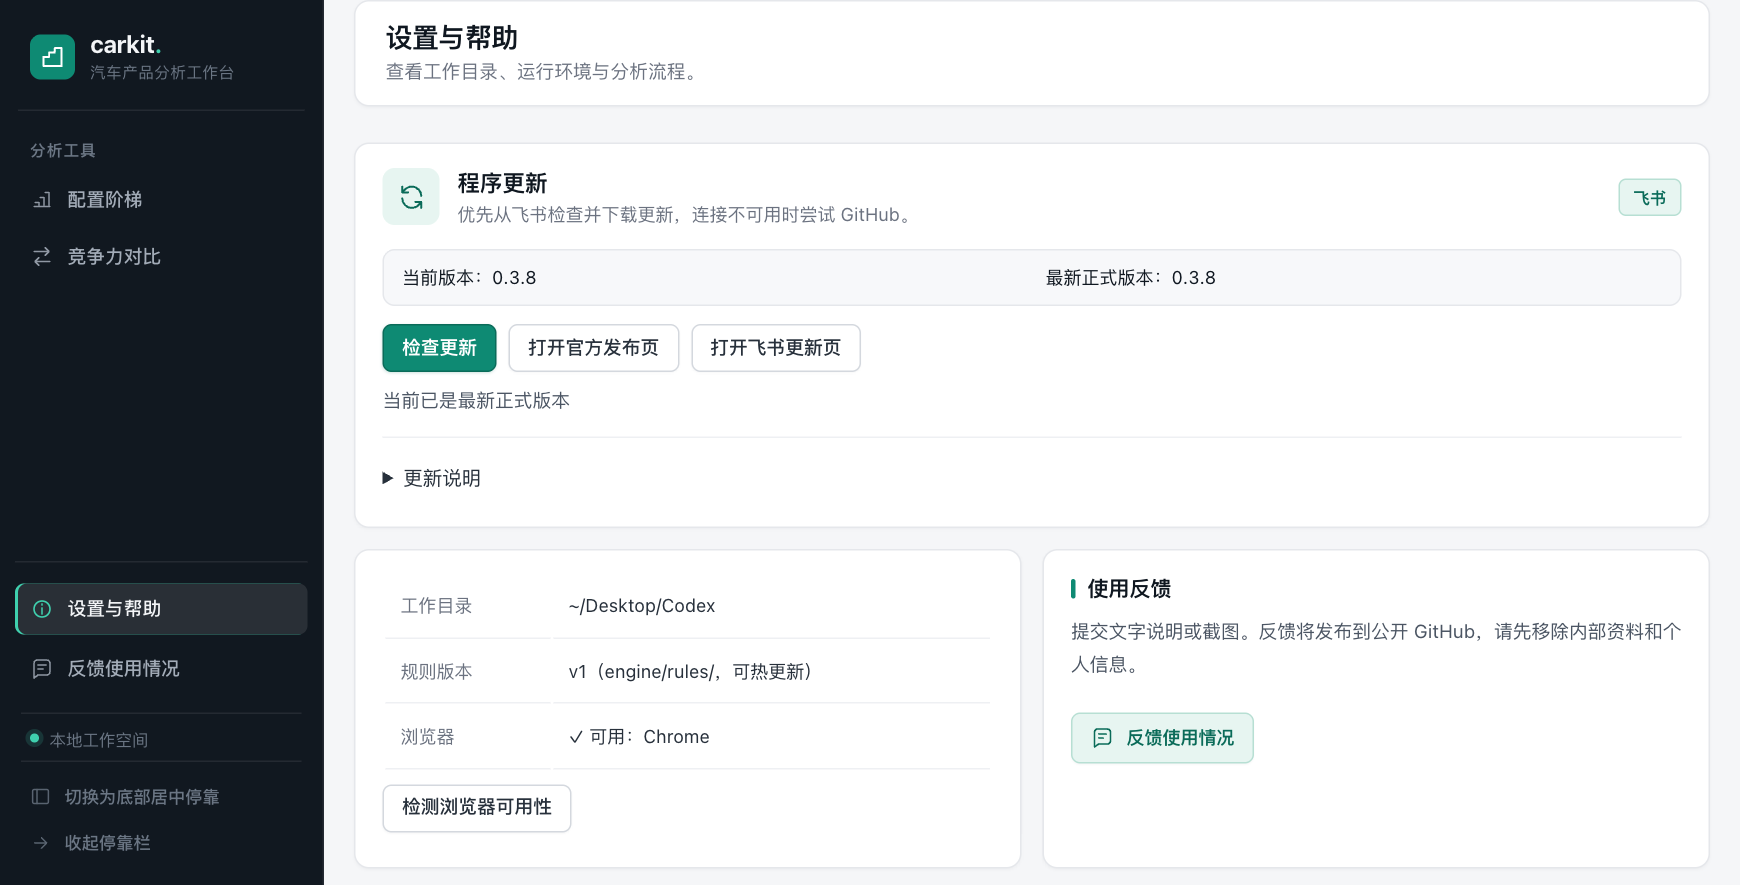 carkit.
汽车产品分析工作台
分析工具
配置阶梯
竞争力对比
设置与帮助
反馈使用情况
本地工作空间
切换为底部居中停靠
收起停靠栏
设置与帮助
查看工作目录、运行环境与分析流程。
程序更新
优先从飞书检查并下载更新，连接不可用时尝试 GitHub。
飞书
当前版本：0.3.8
最新正式版本：0.3.8
检查更新
打开官方发布页
打开飞书更新页
当前已是最新正式版本
▶ 更新说明
工作目录
~/Desktop/Codex
规则版本
v1（engine/rules/，可热更新）
浏览器
✓ 可用：Chrome
检测浏览器可用性
使用反馈
提交文字说明或截图。反馈将发布到公开 GitHub，请先移除内部资料和个
人信息。
反馈使用情况